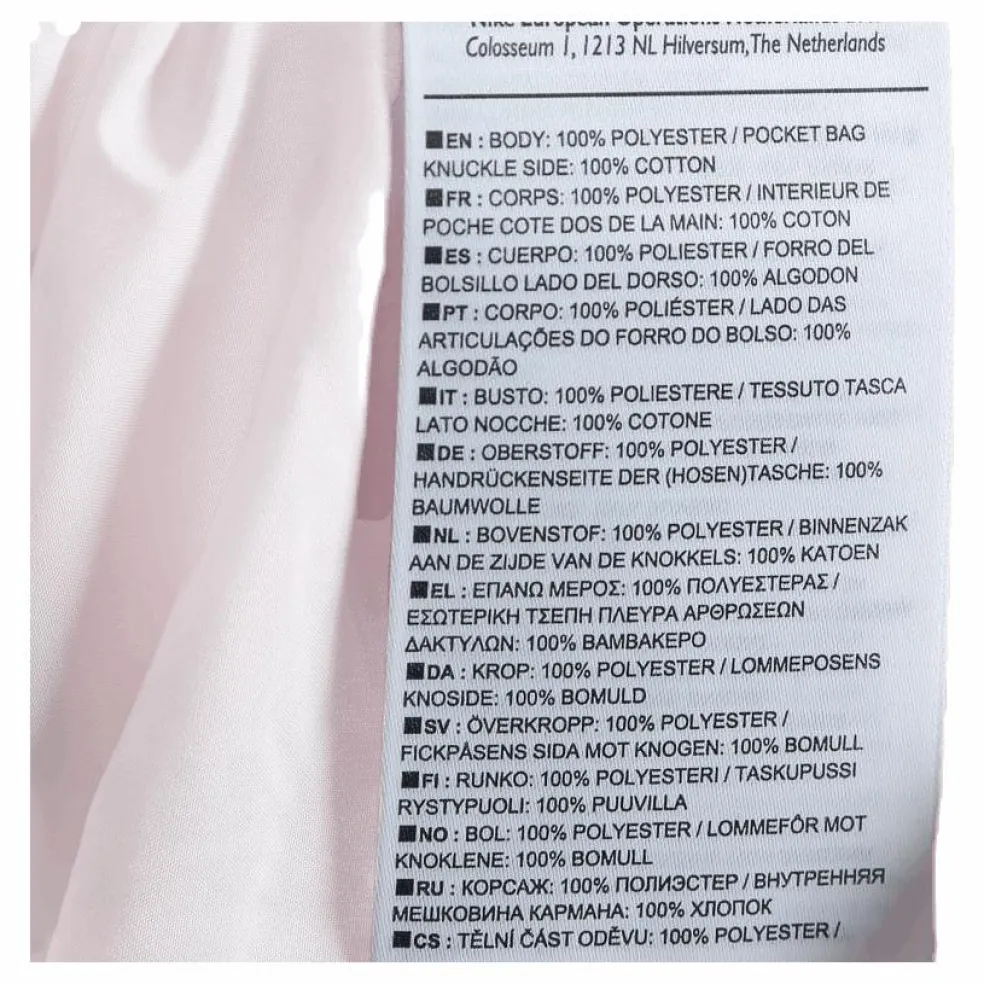 Nike European Operations Netherlands B.V.
Colosseum 1, 1213 NL Hilversum, The Netherlands
EN : BODY: 100% POLYESTER / POCKET BAG
KNUCKLE SIDE: 100% COTTON
FR : CORPS: 100% POLYESTER / INTERIEUR DE
POCHE COTE DOS DE LA MAIN: 100% COTON
ES : CUERPO: 100% POLIESTER / FORRO DEL
BOLSILLO LADO DEL DORSO: 100% ALGODON
PT : CORPO: 100% POLIÉSTER / LADO DAS
ARTICULAÇÕES DO FORRO DO BOLSO: 100%
ALGODÃO
IT : BUSTO: 100% POLIESTERE / TESSUTO TASCA
LATO NOCCHE: 100% COTONE
DE : OBERSTOFF: 100% POLYESTER /
HANDRÜCKENSEITE DER (HOSEN)TASCHE: 100%
BAUMWOLLE
NL : BOVENSTOF: 100% POLYESTER / BINNENZAK
AAN DE ZIJDE VAN DE KNOKKELS: 100% KATOEN
EL : ΕΠΑΝΩ ΜΕΡΟΣ: 100% ΠΟΛΥΕΣΤΕΡΑΣ /
ΕΣΩΤΕΡΙΚΗ ΤΣΕΠΗ ΠΛΕΥΡΑ ΑΡΘΡΩΣΕΩΝ
ΔΑΚΤΥΛΩΝ: 100% ΒΑΜΒΑΚΕΡΟ
DA : KROP: 100% POLYESTER / LOMMEPOSENS
KNOSIDE: 100% BOMULD
SV : ÖVERKROPP: 100% POLYESTER /
FICKPÅSENS SIDA MOT KNOGEN: 100% BOMULL
FI : RUNKO: 100% POLYESTERI / TASKUPUSSI
RYSTYPUOLI: 100% PUUVILLA
NO : BOL: 100% POLYESTER / LOMMEFÔR MOT
KNOKLENE: 100% BOMULL
RU : КОРСАЖ: 100% ПОЛИЭСТЕР / ВНУТРЕННЯЯ
МЕШКОВИНА КАРМАНА: 100% ХЛОПОК
CS : TĚLNÍ ČÁST ODĚVU: 100% POLYESTER /